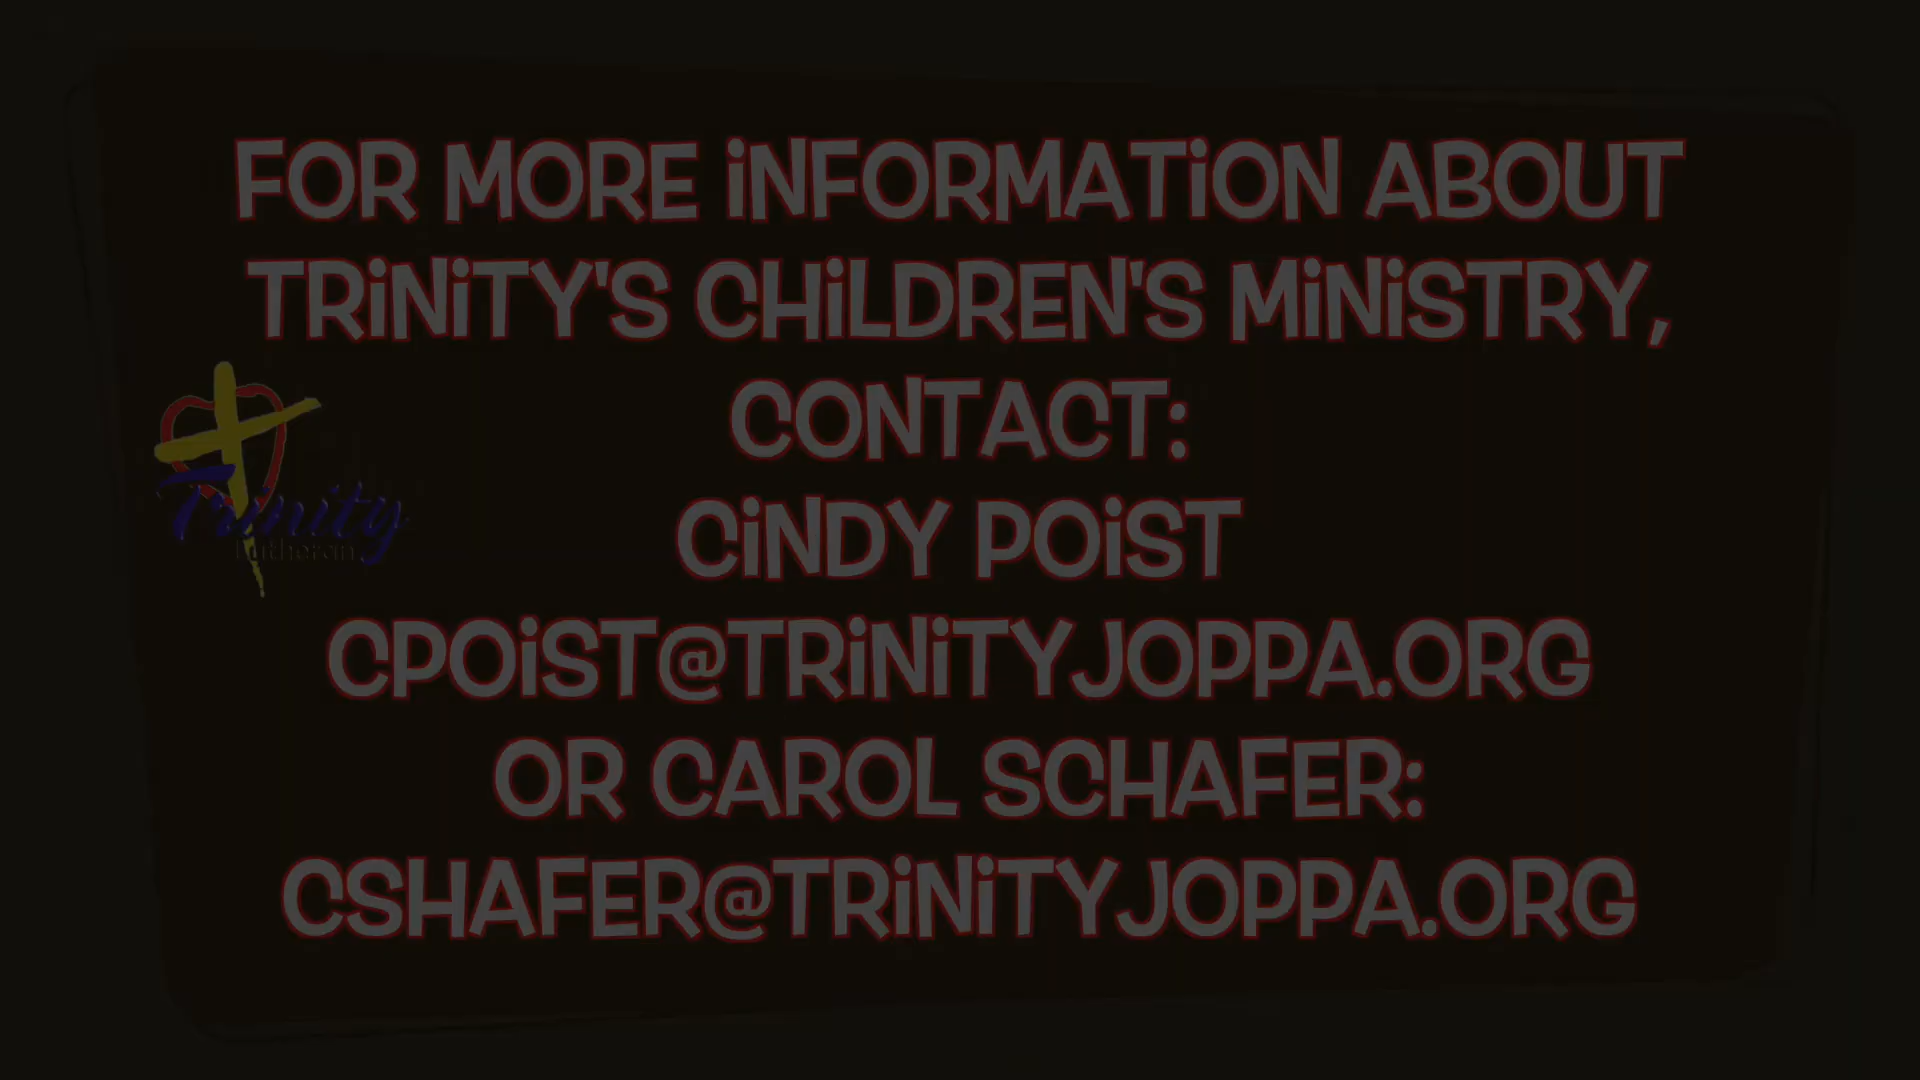 FOR MORE iNFORMATiON ABOUT
TRiNiTY'S CHiLDREN'S MiNiSTRY,
CONTACT:
CiNDY POiST
CPOiST@TRiNiTYJOPPA.ORG
OR CAROL SCHAFER:
CSHAFER@TRiNiTYJOPPA.ORG
Trinity
Lutheran